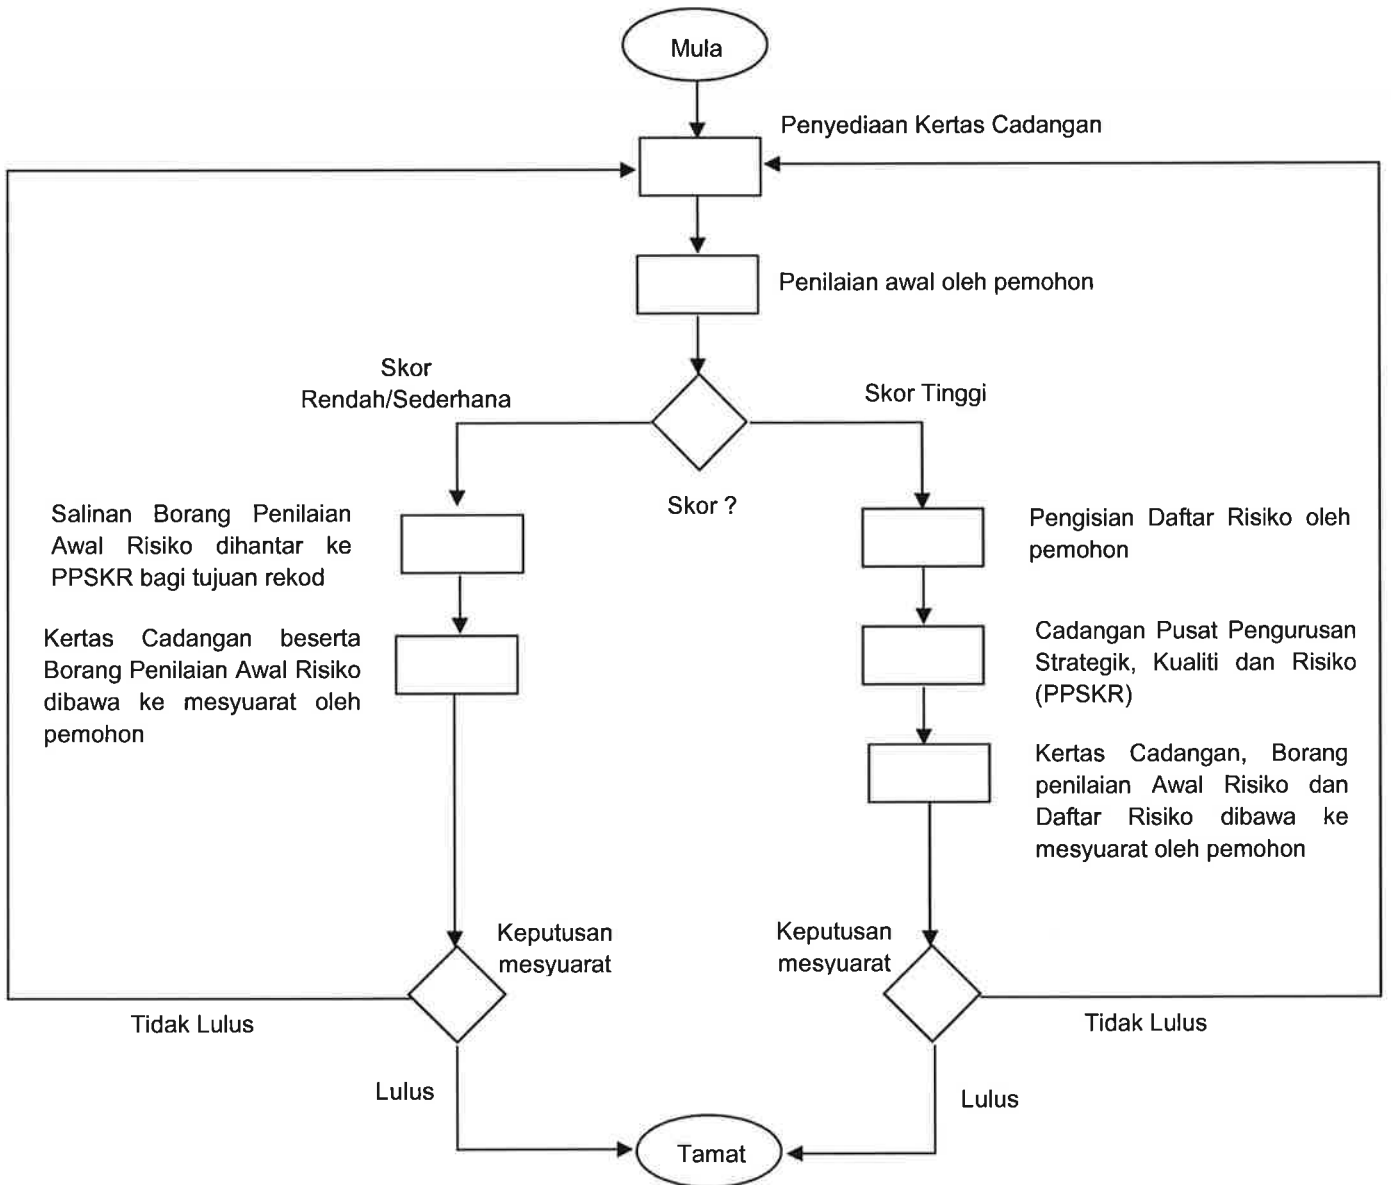 Mula
Penyediaan Kertas Cadangan
Penilaian awal oleh pemohon
Skor
Rendah/Sederhana
Skor Tinggi
Skor ?
Salinan Borang Penilaian
Awal Risiko dihantar ke
PPSKR bagi tujuan rekod
Kertas Cadangan beserta
Borang Penilaian Awal Risiko
dibawa ke mesyuarat oleh
pemohon
Pengisian Daftar Risiko oleh
pemohon
Cadangan Pusat Pengurusan
Strategik, Kualiti dan Risiko
(PPSKR)
Kertas Cadangan, Borang
penilaian Awal Risiko dan
Daftar Risiko dibawa ke
mesyuarat oleh pemohon
Keputusan
mesyuarat
Keputusan
mesyuarat
Tidak Lulus
Tidak Lulus
Lulus
Lulus
Tamat